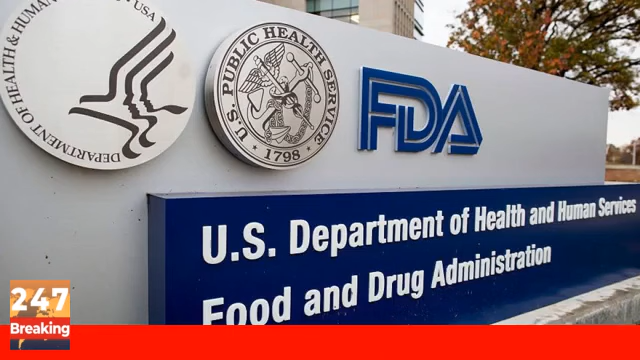 DEPARTMENT OF HEALTH & HUMAN
USA
U.S. PUBLIC HEALTH SERVICE
1798
FDA
U.S. Department of Health and Human Services
Food and Drug Administration
247
Breaking